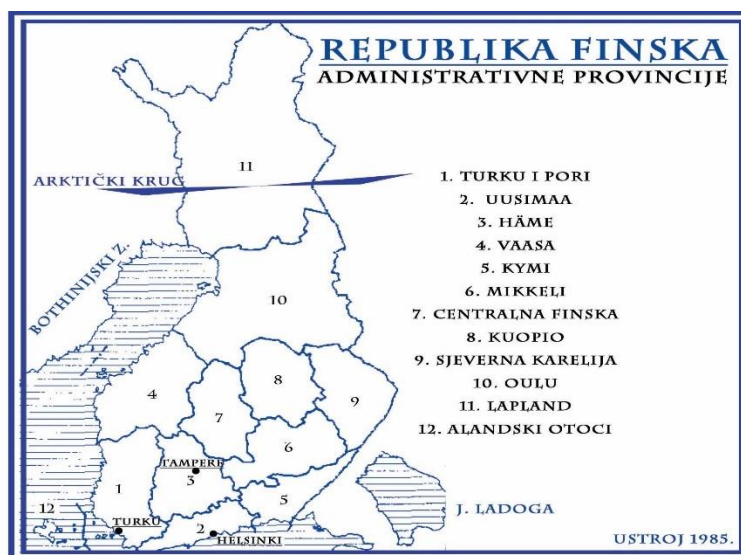 REPUBLIKA FINSKA
ADMINISTRATIVNE PROVINCIJE
11
ARKTIČKI KRUG
1. TURKU I PORI
2. UUSIMAA
3. HÄME
4. VAASA
5. KYMI
6. MIKKELI
7. CENTRALNA FINSKA
8. KUOPIO
9. SJEVERNA KARELIJA
10. OULU
11. LAPLAND
12. ALANDSKI OTOCI
BOTHINIJSKI Z.
10
8
9
4
7
6
TAMPERE
3
1
5
12
J. LADOGA
TURKU
2
HELSINKI
USTROJ 1985.